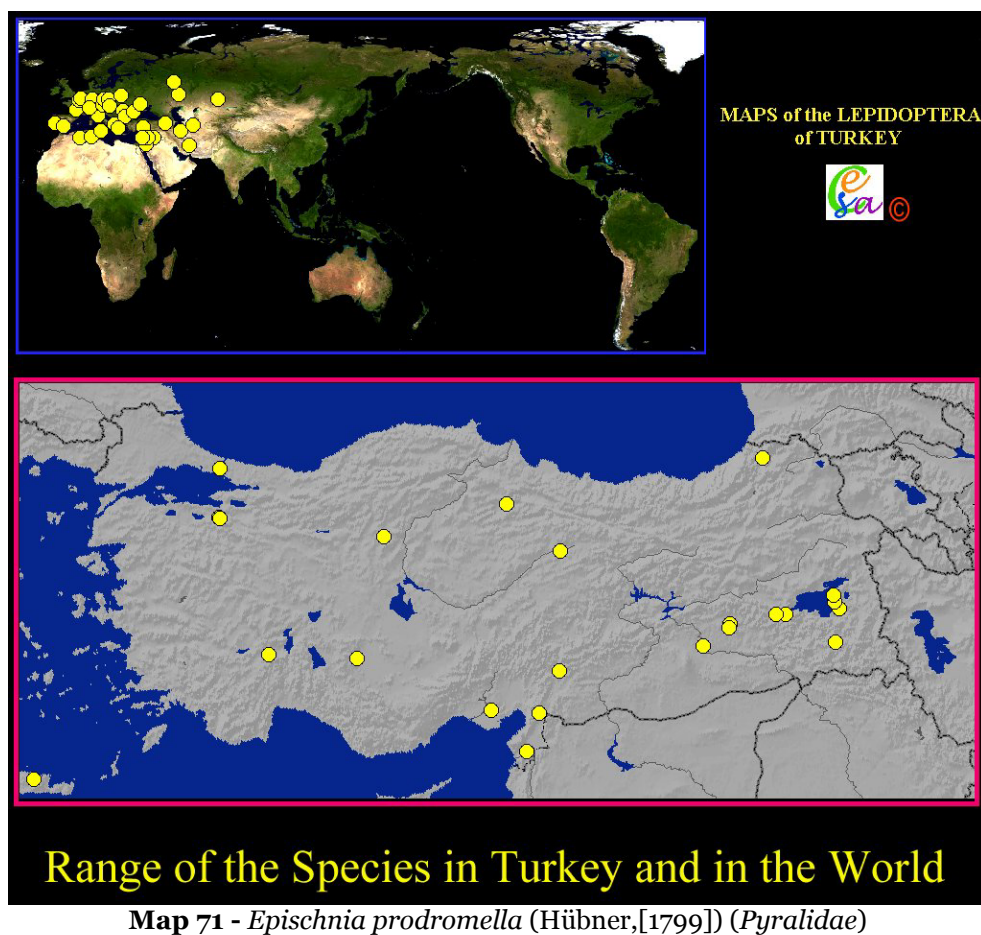 MAPS of the LEPIDOPTERA
of TURKEY
Cesa ©
Range of the Species in Turkey and in the World
Map 71 - Epischnia prodromella (Hübner,[1799]) (Pyralidae)